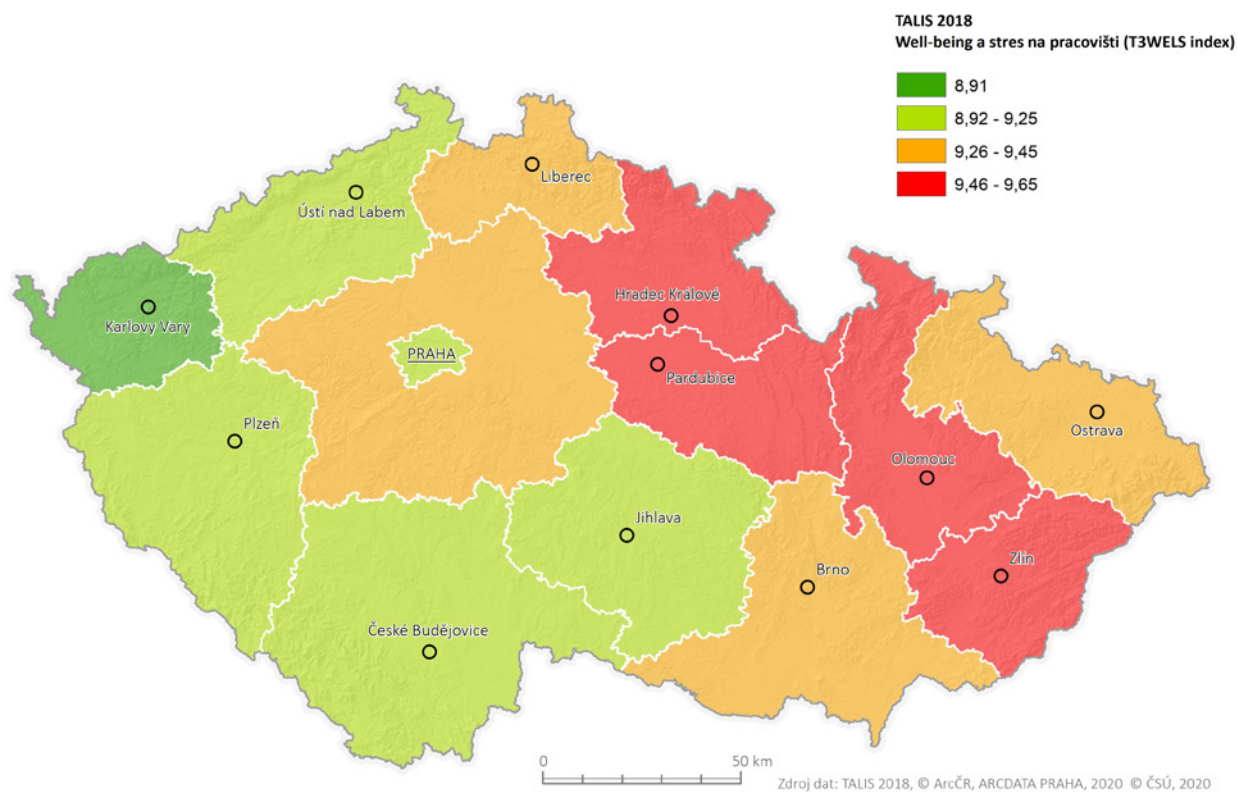 TALIS 2018
Well-being a stres na pracovišti (T3WELS index)
8,91
8,92 - 9,25
9,26 - 9,45
9,46 - 9,65
Liberec
Ústí nad Labem
Hradec Králové
Karlovy Vary
PRAHA
Pardubice
Plzeň
Ostrava
Olomouc
Jihlava
Brno
Zlín
České Budějovice
0 50 km
Zdroj dat: TALIS 2018, © ArcČR, ARCDATA PRAHA, 2020 © ČSÚ, 2020